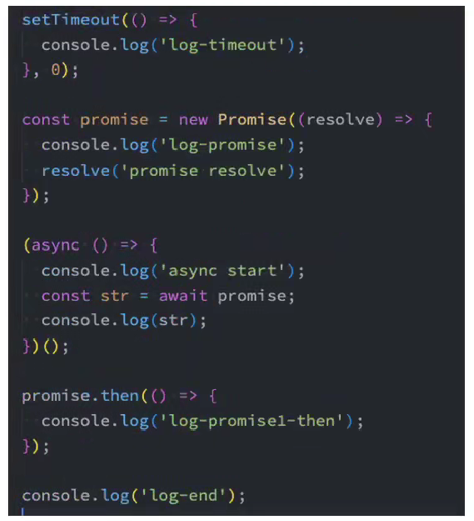 setTimeout(() => {
  console.log('log-timeout');
}, 0);

const promise = new Promise((resolve) => {
  console.log('log-promise');
  resolve('promise resolve');
});

(async () => {
  console.log('async start');
  const str = await promise;
  console.log(str);
})();

promise.then(() => {
  console.log('log-promise1-then');
});

console.log('log-end');